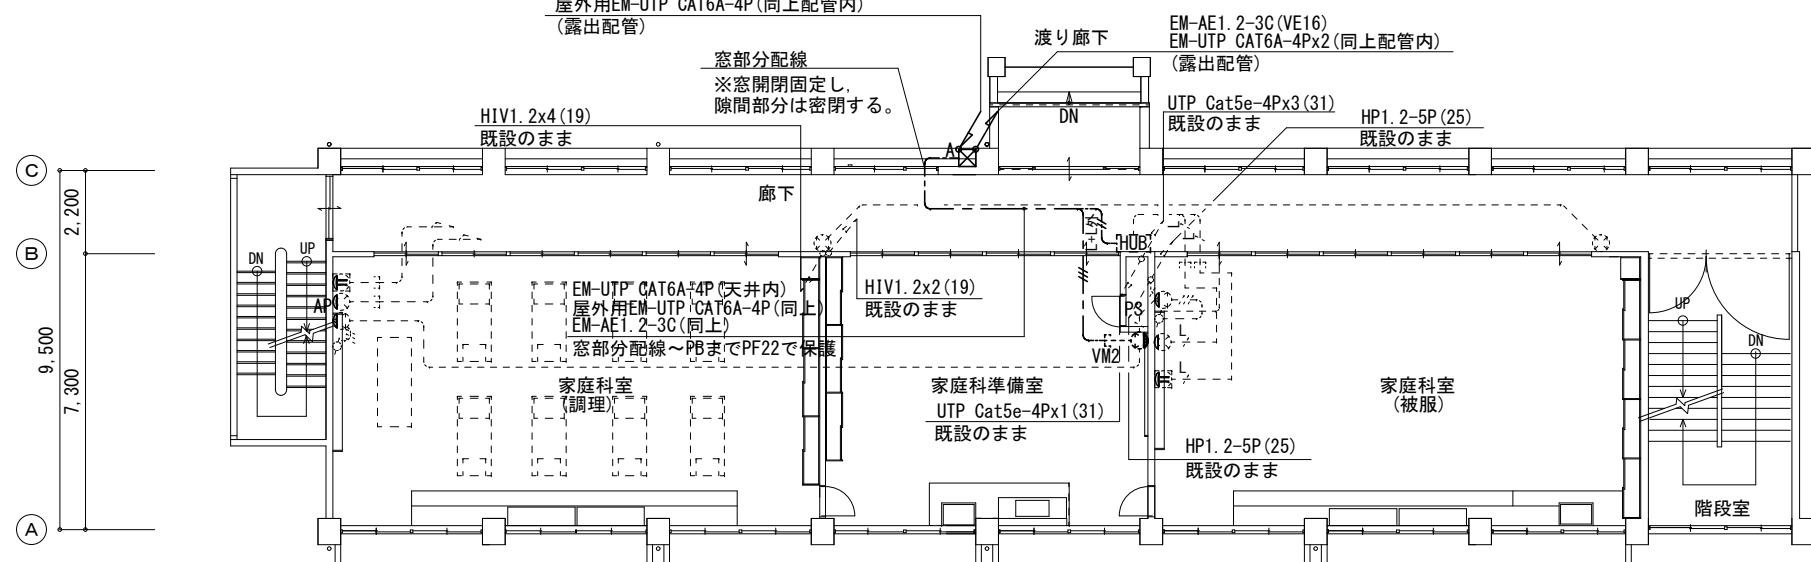 屋外用EM-UTP CAT6A-4P(同上配管内)
(露出配管)
渡り廊下
EM-AE1.2-3C(VE16)
EM-UTP CAT6A-4Px2(同上配管内)
(露出配管)
窓部分配線
※窓開閉固定し,
隙間部分は密閉する。
HIV1.2x4(19)
既設のまま
UTP Cat5e-4Px3(31)
既設のまま
HP1.2-5P(25)
既設のまま
DN
A
C
B
A
2,200
7,300
9,500
廊下
L+L
L
HUB
DN
UP
AP
EM-UTP CAT6A-4P(天井内)
屋外用EM-UTP CAT6A-4P(同上)
EM-AE1.2-3C(同上)
窓部分配線～PBまでPF22で保護
HIV1.2x2(19)
既設のまま
PS
VM2
L
L
家庭科室
(調理)
家庭科準備室
家庭科室
(被服)
UTP Cat5e-4Px1(31)
既設のまま
HP1.2-5P(25)
既設のまま
UP
DN
階段室